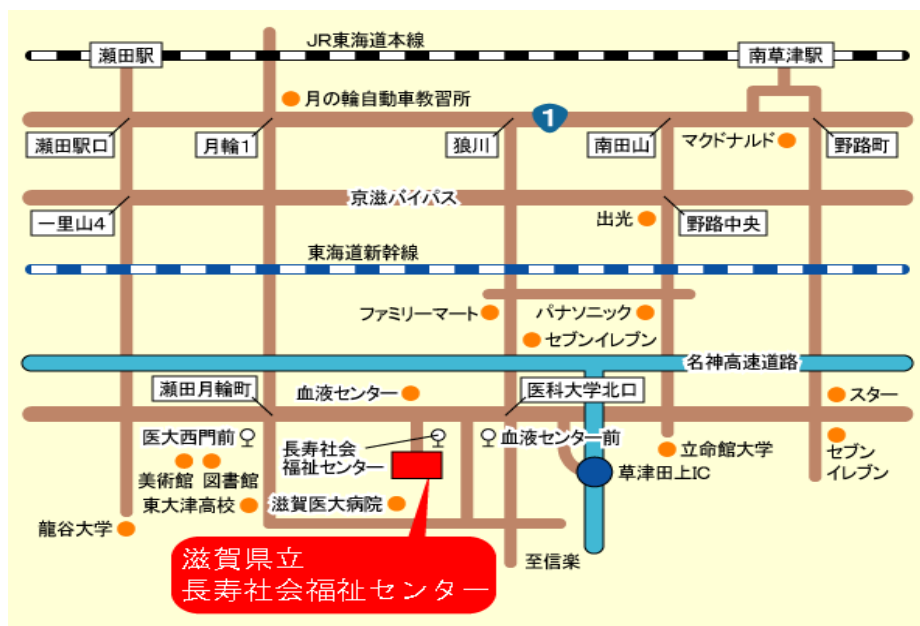 JR東海道本線
瀬田駅
南草津駅
月の輪自動車教習所
1
瀬田駅口
月輪1
狼川
南田山
マクドナルド
野路町
京滋バイパス
一里山4
出光
野路中央
東海道新幹線
ファミリーマート
パナソニック
セブンイレブン
名神高速道路
瀬田月輪町
血液センター
医科大学北口
スター
医大西門前
長寿社会
福祉センター
血液センター前
立命館大学
セブン
イレブン
美術館
図書館
草津田上IC
東大津高校
滋賀医大病院
龍谷大学
至信楽
滋賀県立
長寿社会福祉センター